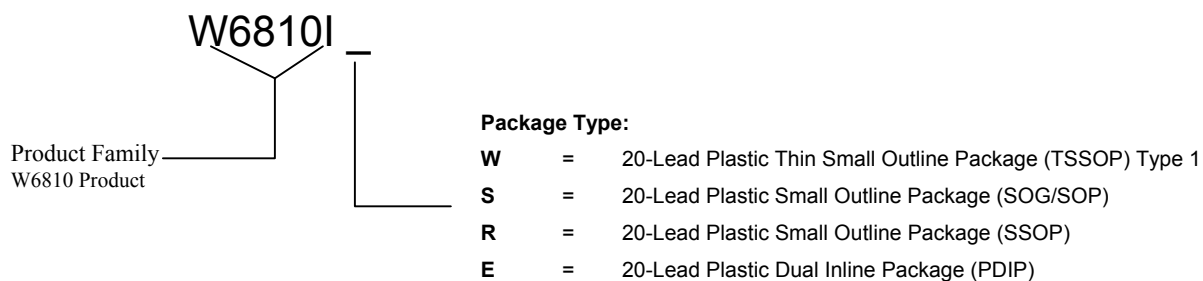 W6810I _
Package Type:
Product Family
W6810 Product
W = 20-Lead Plastic Thin Small Outline Package (TSSOP) Type 1
S = 20-Lead Plastic Small Outline Package (SOG/SOP)
R = 20-Lead Plastic Small Outline Package (SSOP)
E = 20-Lead Plastic Dual Inline Package (PDIP)